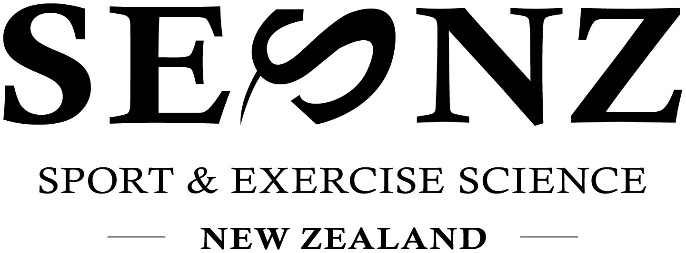 SESNZ
SPORT & EXERCISE SCIENCE
NEW ZEALAND